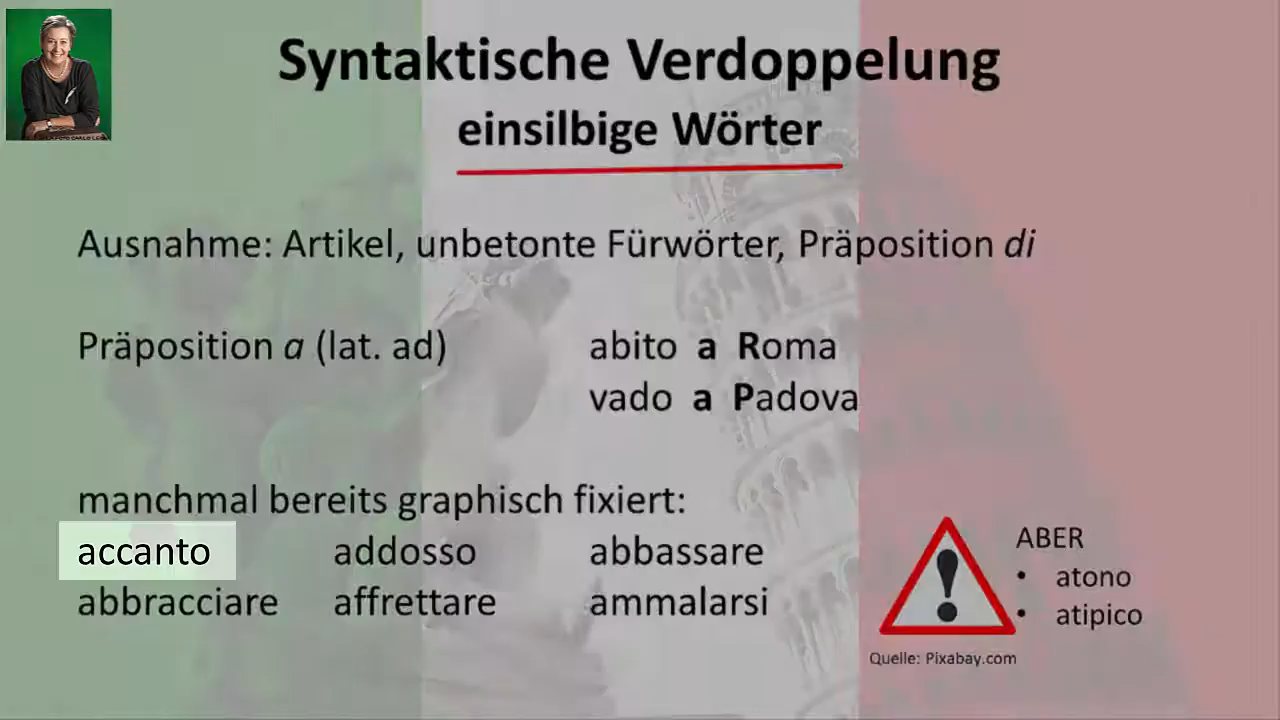 Syntaktische Verdoppelung
einsilbige Wörter
Ausnahme: Artikel, unbetonte Fürwörter, Präposition di
Präposition a (lat. ad) abito a Roma
vado a Padova
manchmal bereits graphisch fixiert:
accanto addosso abbassare
abbracciare affrettare ammalarsi
ABER
• atono
• atipico
Quelle: Pixabay.com